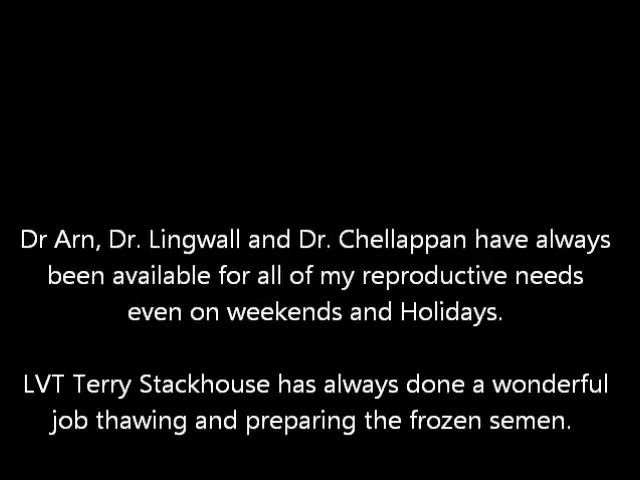 Dr Arn, Dr. Lingwall and Dr. Chellappan have always
been available for all of my reproductive needs
even on weekends and Holidays.
LVT Terry Stackhouse has always done a wonderful
job thawing and preparing the frozen semen.